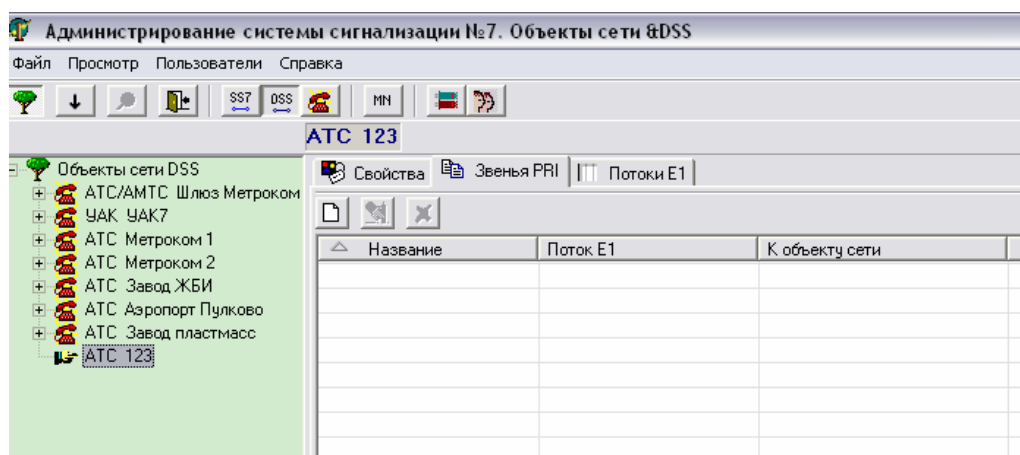 Администрирование системы сигнализации №7. Объекты сети &DSS
Файл Просмотр Пользователи Справка
SS7 DSS MN
АТС 123
Объекты сети DSS
АТС/АМТС Шлюз Метроком
УАК УАК7
АТС Метроком 1
АТС Метроком 2
АТС Завод ЖБИ
АТС Аэропорт Пулково
АТС Завод пластмасс
АТС 123
Свойства Звенья PRI Потоки E1
Название Поток E1 К объекту сети